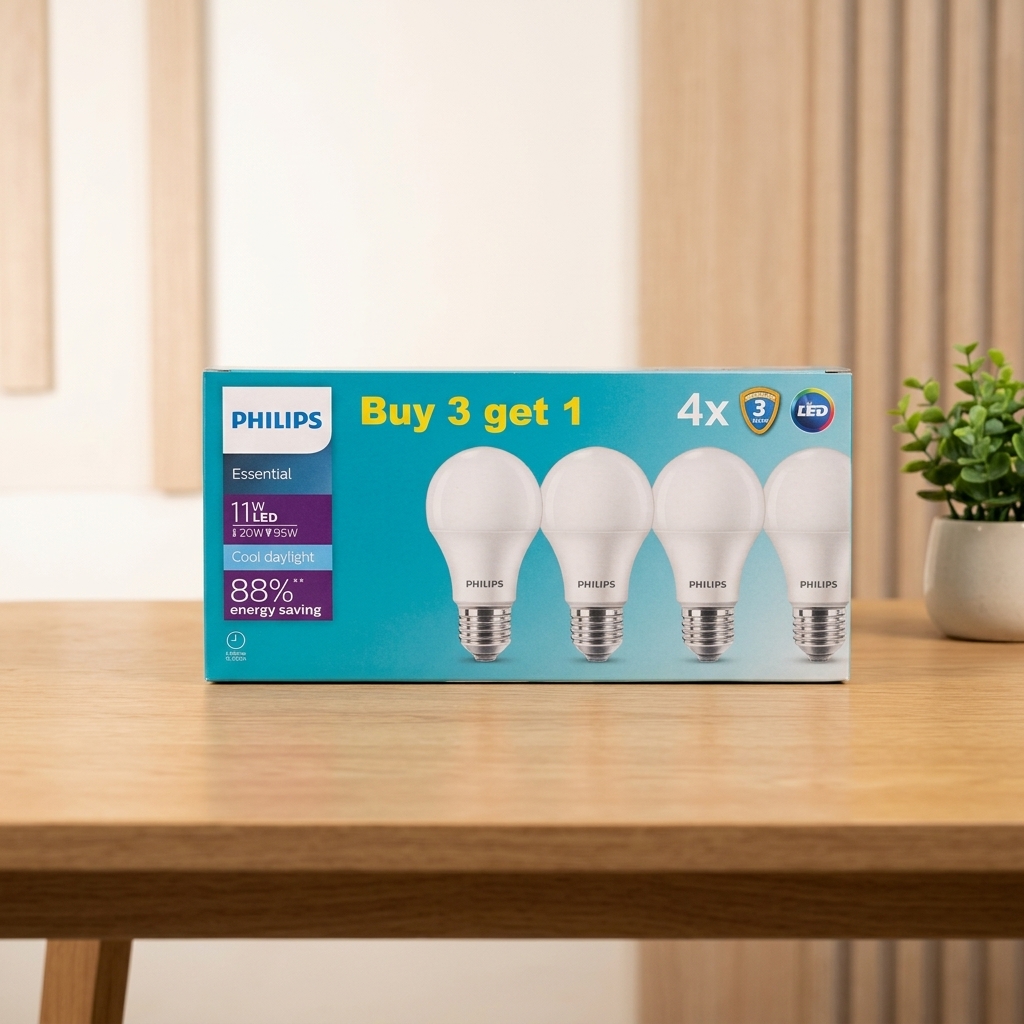 PHILIPS
Buy 3 get 1
4x
3
LED
Essential
11W
LED
20W 95W
Cool daylight
88%**
energy saving
PHILIPS
PHILIPS
PHILIPS
PHILIPS